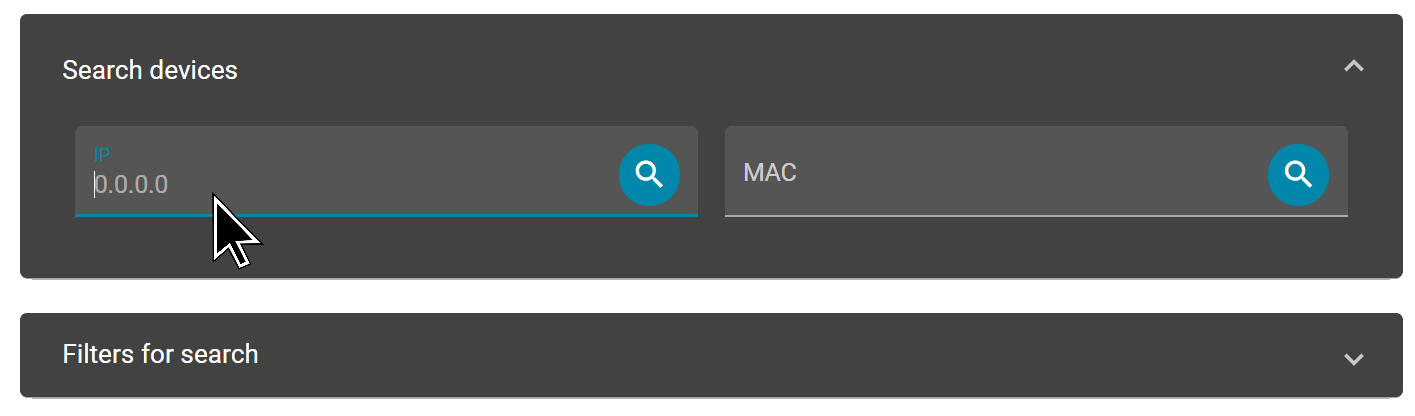 Search devices
IP
0.0.0.0
MAC
Filters for search